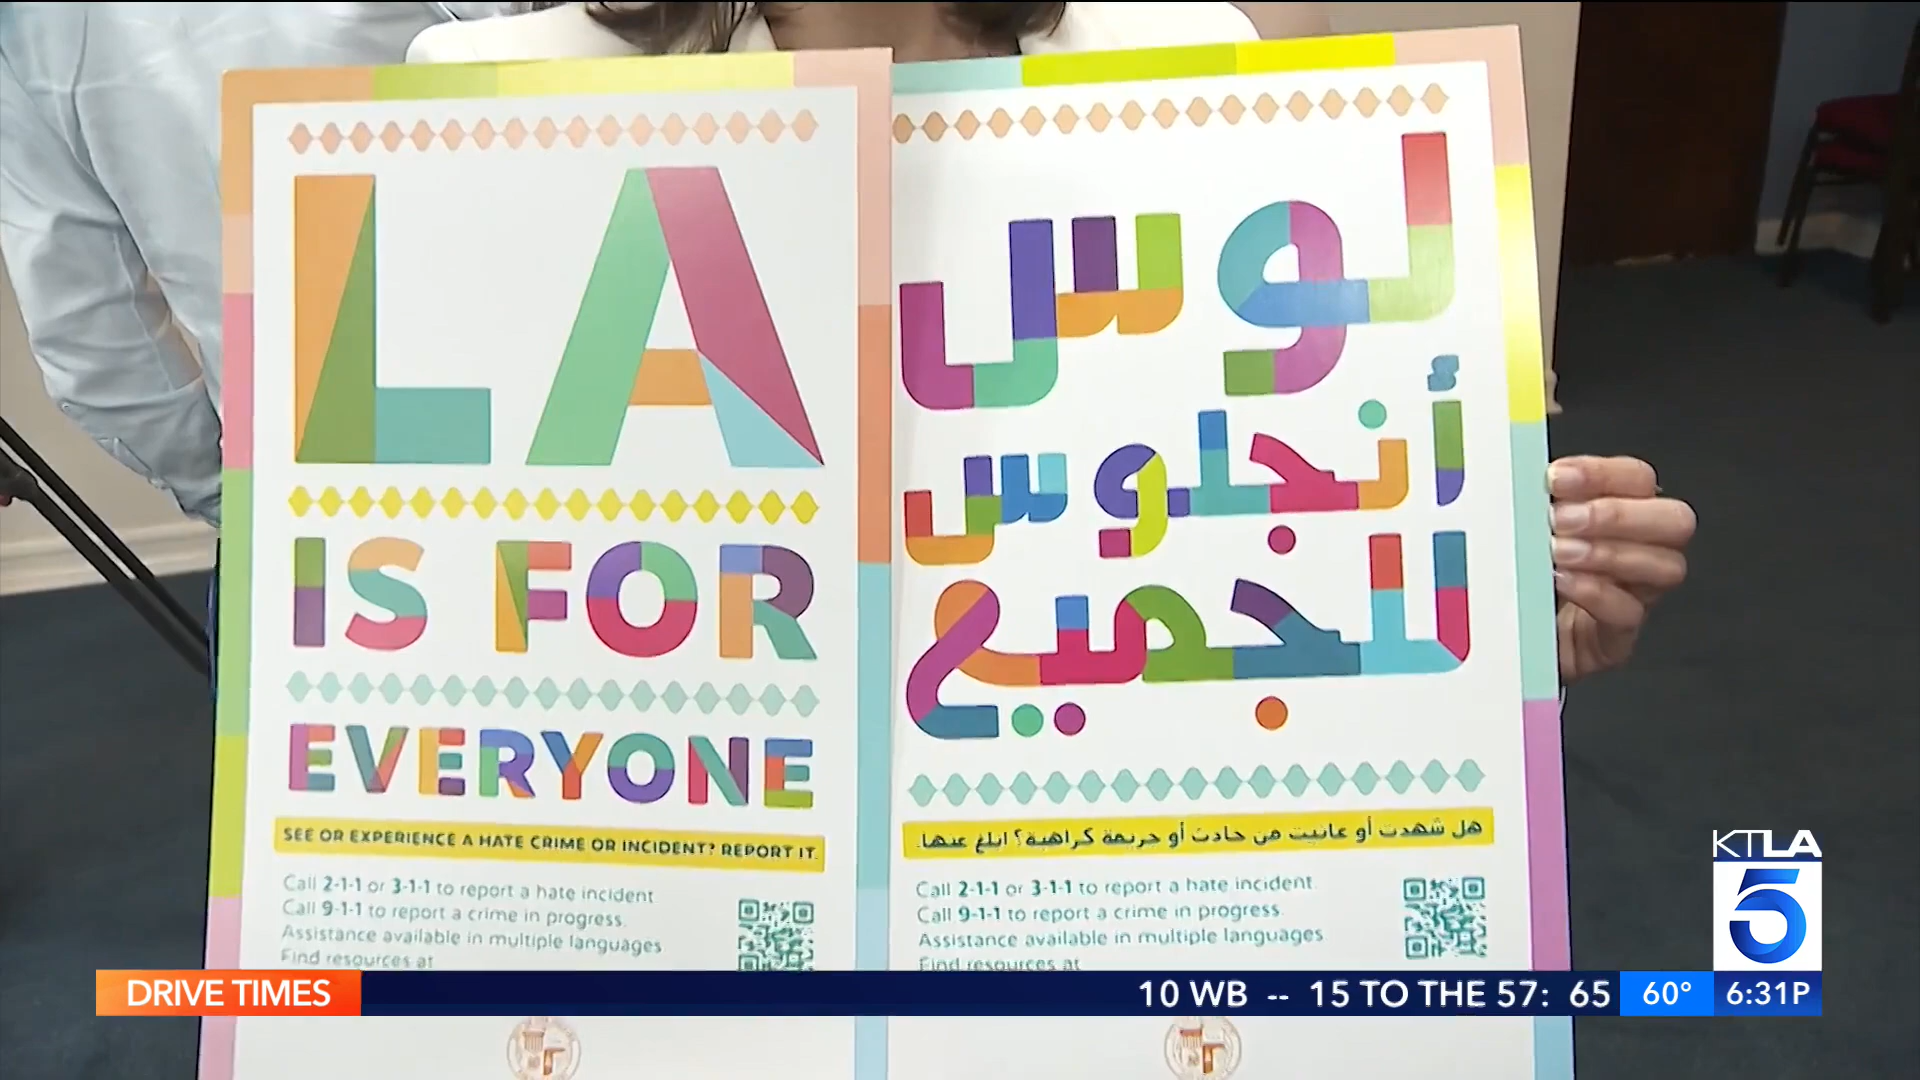 LA
IS FOR
EVERYONE
SEE OR EXPERIENCE A HATE CRIME OR INCIDENT? REPORT IT.
Call 2-1-1 or 3-1-1 to report a hate incident.
Call 9-1-1 to report a crime in progress.
Assistance available in multiple languages
Find resources at
لوس
أنجلوس
للجميع
هل شهدت أو عانيت من حادث أو جريمة كراهية؟ ابلغ عنها.
Call 2-1-1 or 3-1-1 to report a hate incident.
Call 9-1-1 to report a crime in progress.
Assistance available in multiple languages
Find resources at
KTLA
5
DRIVE TIMES
10 WB -- 15 TO THE 57: 65
60°
6:31P